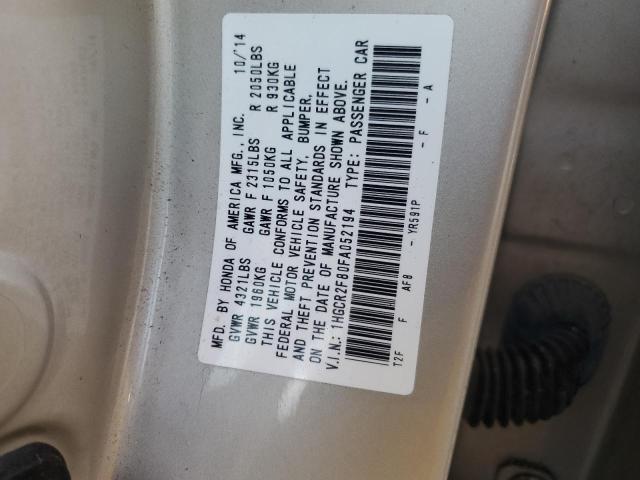 MFD. BY HONDA OF AMERICA MFG., INC. 10/14
GVWR 4321LBS GAWR F 2315LBS R 2050LBS
GVWR 1960KG GAWR F 1050KG R 930KG
THIS VEHICLE CONFORMS TO ALL APPLICABLE
FEDERAL MOTOR VEHICLE SAFETY, BUMPER,
AND THEFT PREVENTION STANDARDS IN EFFECT
ON THE DATE OF MANUFACTURE SHOWN ABOVE.
V.I.N.: 1HGCR2F80FA052194 TYPE: PASSENGER CAR
T2F F AF8 - YR591P - F - A